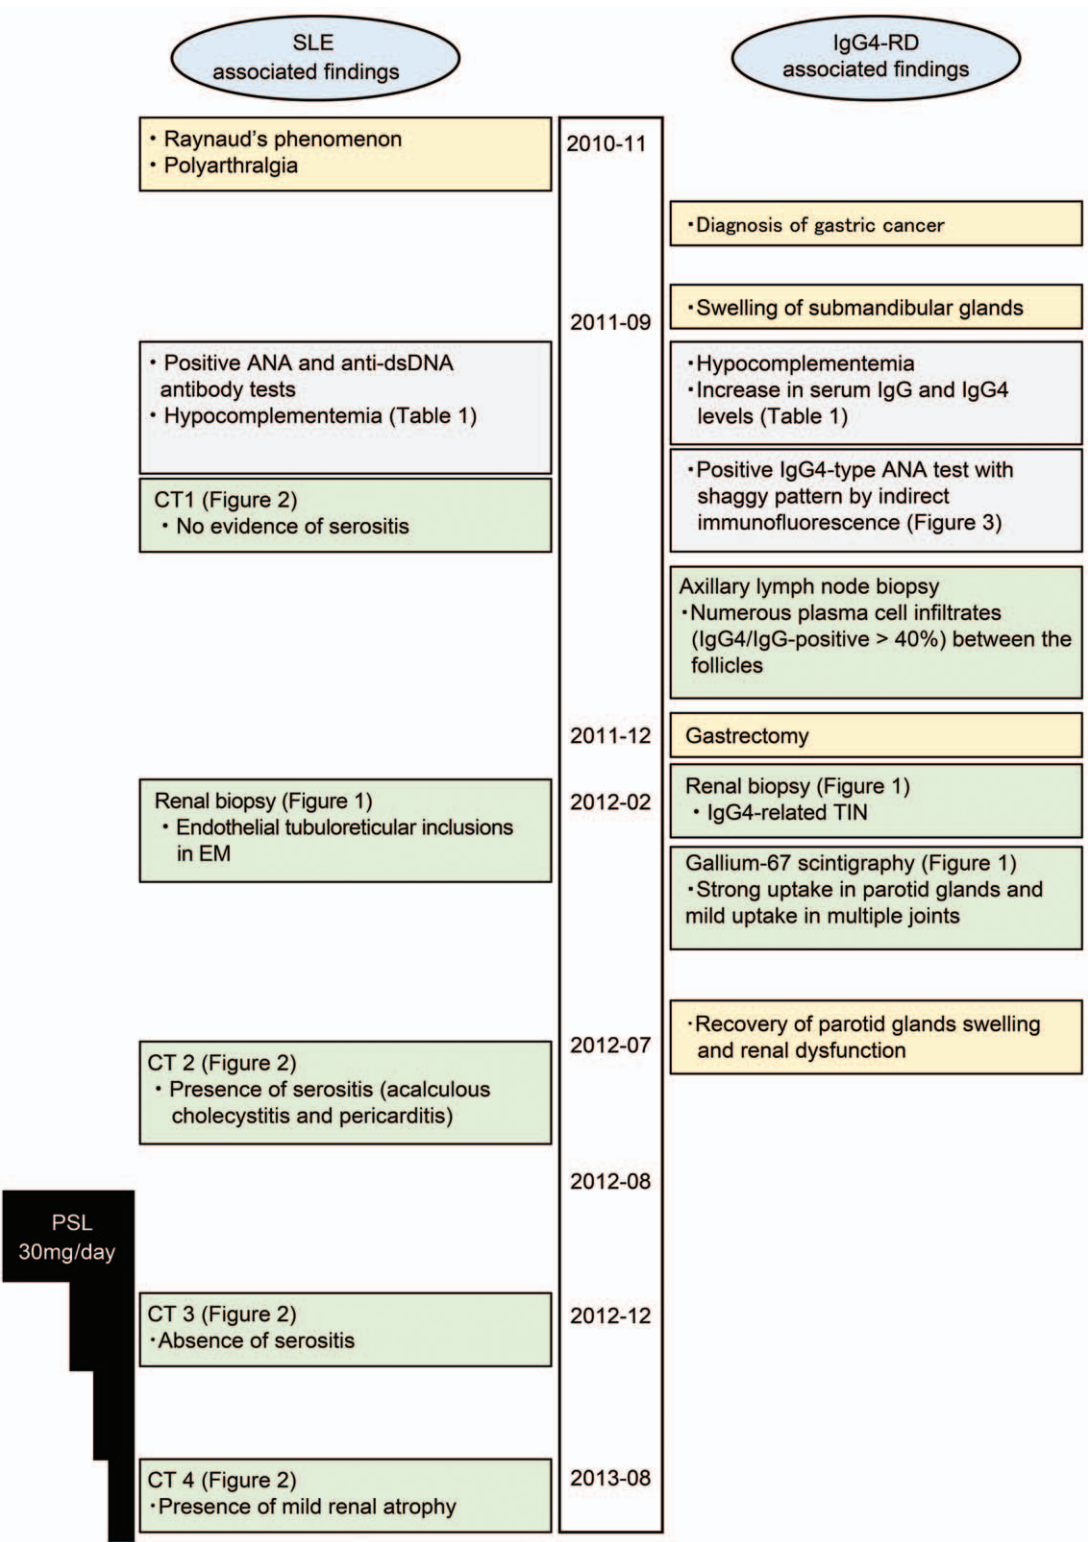 SLE
associated findings
IgG4-RD
associated findings
2010-11
・Raynaud's phenomenon
・Polyarthralgia
・Diagnosis of gastric cancer
・Swelling of submandibular glands
2011-09
・Positive ANA and anti-dsDNA
antibody tests
・Hypocomplementemia (Table 1)
・Hypocomplementemia
・Increase in serum IgG and IgG4
levels (Table 1)
・Positive IgG4-type ANA test with
shaggy pattern by indirect
immunofluorescence (Figure 3)
CT1 (Figure 2)
・No evidence of serositis
Axillary lymph node biopsy
・Numerous plasma cell infiltrates
(IgG4/IgG-positive > 40%) between the
follicles
2011-12
Gastrectomy
2012-02
Renal biopsy (Figure 1)
・Endothelial tubuloreticular inclusions
in EM
Renal biopsy (Figure 1)
・IgG4-related TIN
Gallium-67 scintigraphy (Figure 1)
・Strong uptake in parotid glands and
mild uptake in multiple joints
2012-07
・Recovery of parotid glands swelling
and renal dysfunction
CT 2 (Figure 2)
・Presence of serositis (acalculous
cholecystitis and pericarditis)
2012-08
PSL
30mg/day
2012-12
CT 3 (Figure 2)
・Absence of serositis
2013-08
CT 4 (Figure 2)
・Presence of mild renal atrophy